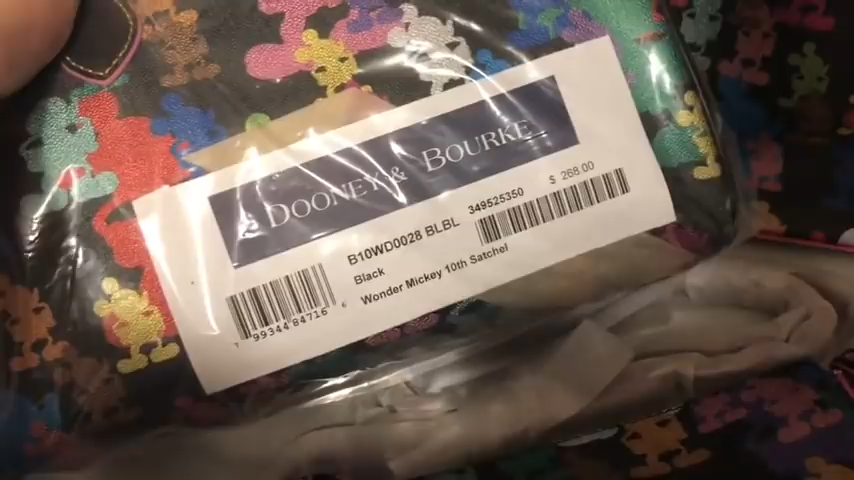 DOONEY & BOURKE
B10WD0028 BLBL 349525350 $ 268.00
Black
Wonder Mickey 10th Satchel
99344 84716